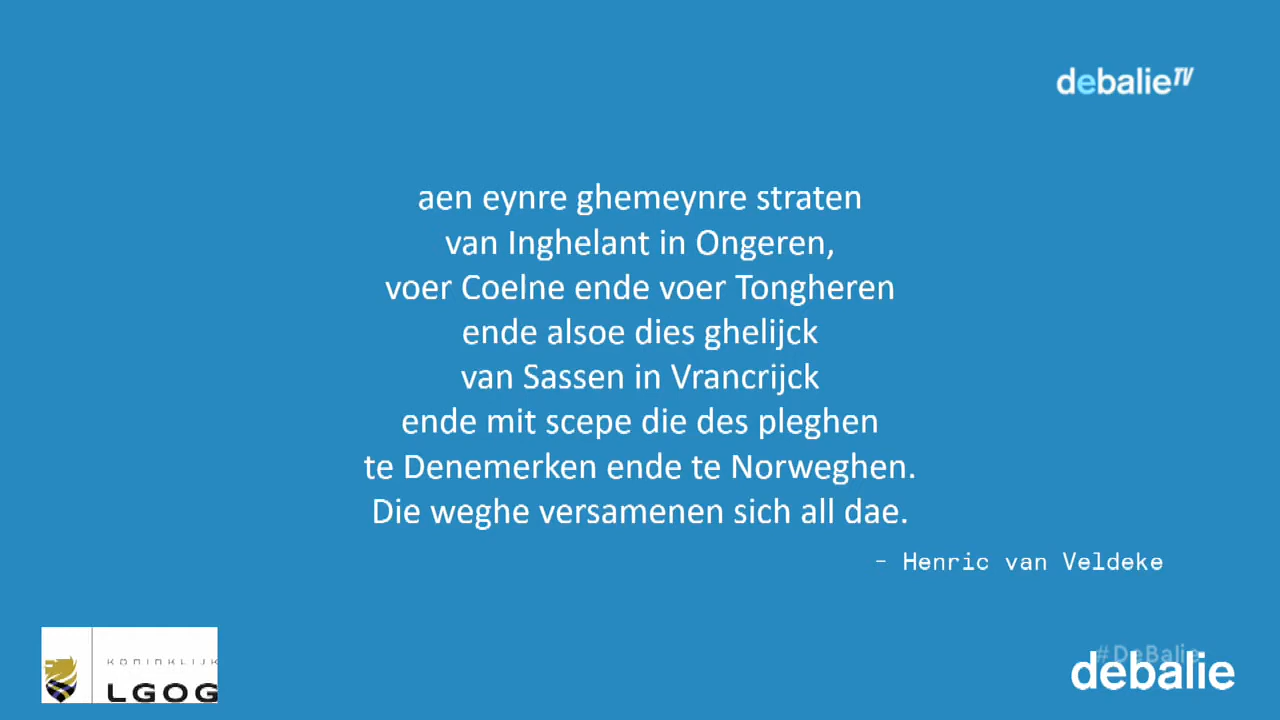 debalieTV
aen eynre ghemeynre straten
van Inghelant in Ongeren,
voer Coelne ende voer Tongheren
ende alsoe dies ghelijck
van Sassen in Vrancrijck
ende mit scepe die des pleghen
te Denemerken ende te Norweghen.
Die weghe versamenen sich all dae.
- Henric van Veldeke
KONINKLIJK
LGOG
#DeBalie
debalie